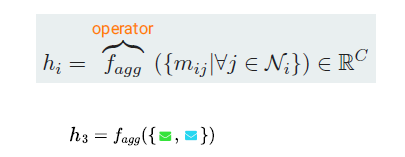 operator
h_i = f_agg ({m_ij|∀j ∈ N_i}) ∈ ℝ^C
h_3 = f_agg({ , })